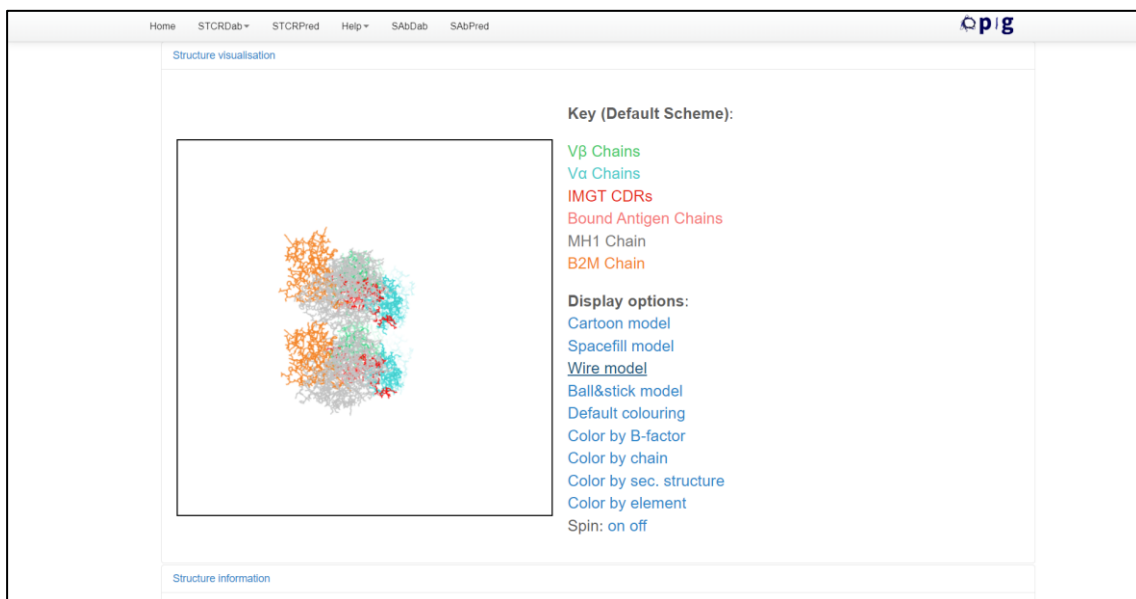 Home STCRDab STCRPred Help SAbDab SAbPred opig
Structure visualisation
Key (Default Scheme):
Vβ Chains
Vα Chains
IMGT CDRs
Bound Antigen Chains
MH1 Chain
B2M Chain
Display options:
Cartoon model
Spacefill model
Wire model
Ball&stick model
Default colouring
Color by B-factor
Color by chain
Color by sec. structure
Color by element
Spin: on off
Structure information